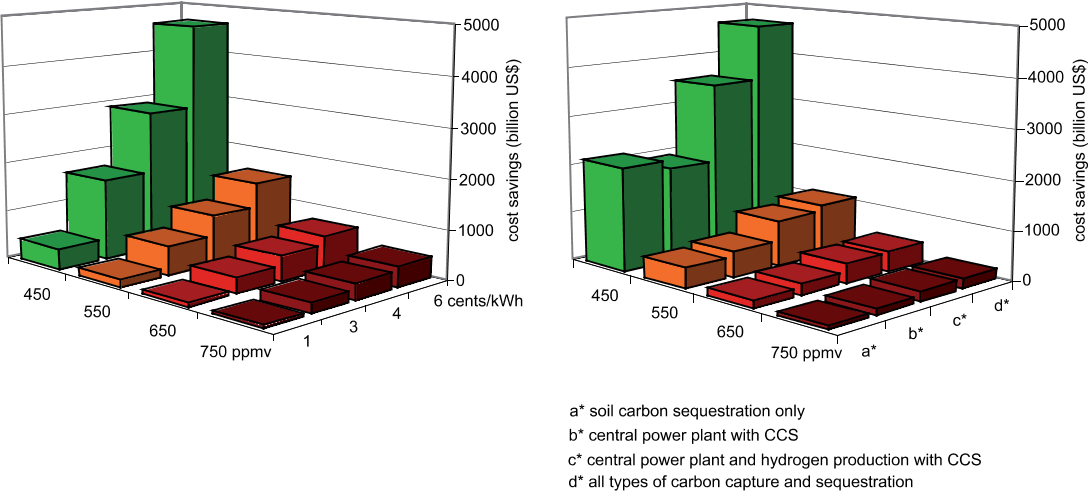 5000
4000
3000
2000
1000
0
cost savings (billion US$)
450
550
650
750 ppmv
1
3
4
6 cents/kWh
5000
4000
3000
2000
1000
0
cost savings (billion US$)
450
550
650
750 ppmv
a*
b*
c*
d*
a* soil carbon sequestration only
b* central power plant with CCS
c* central power plant and hydrogen production with CCS
d* all types of carbon capture and sequestration